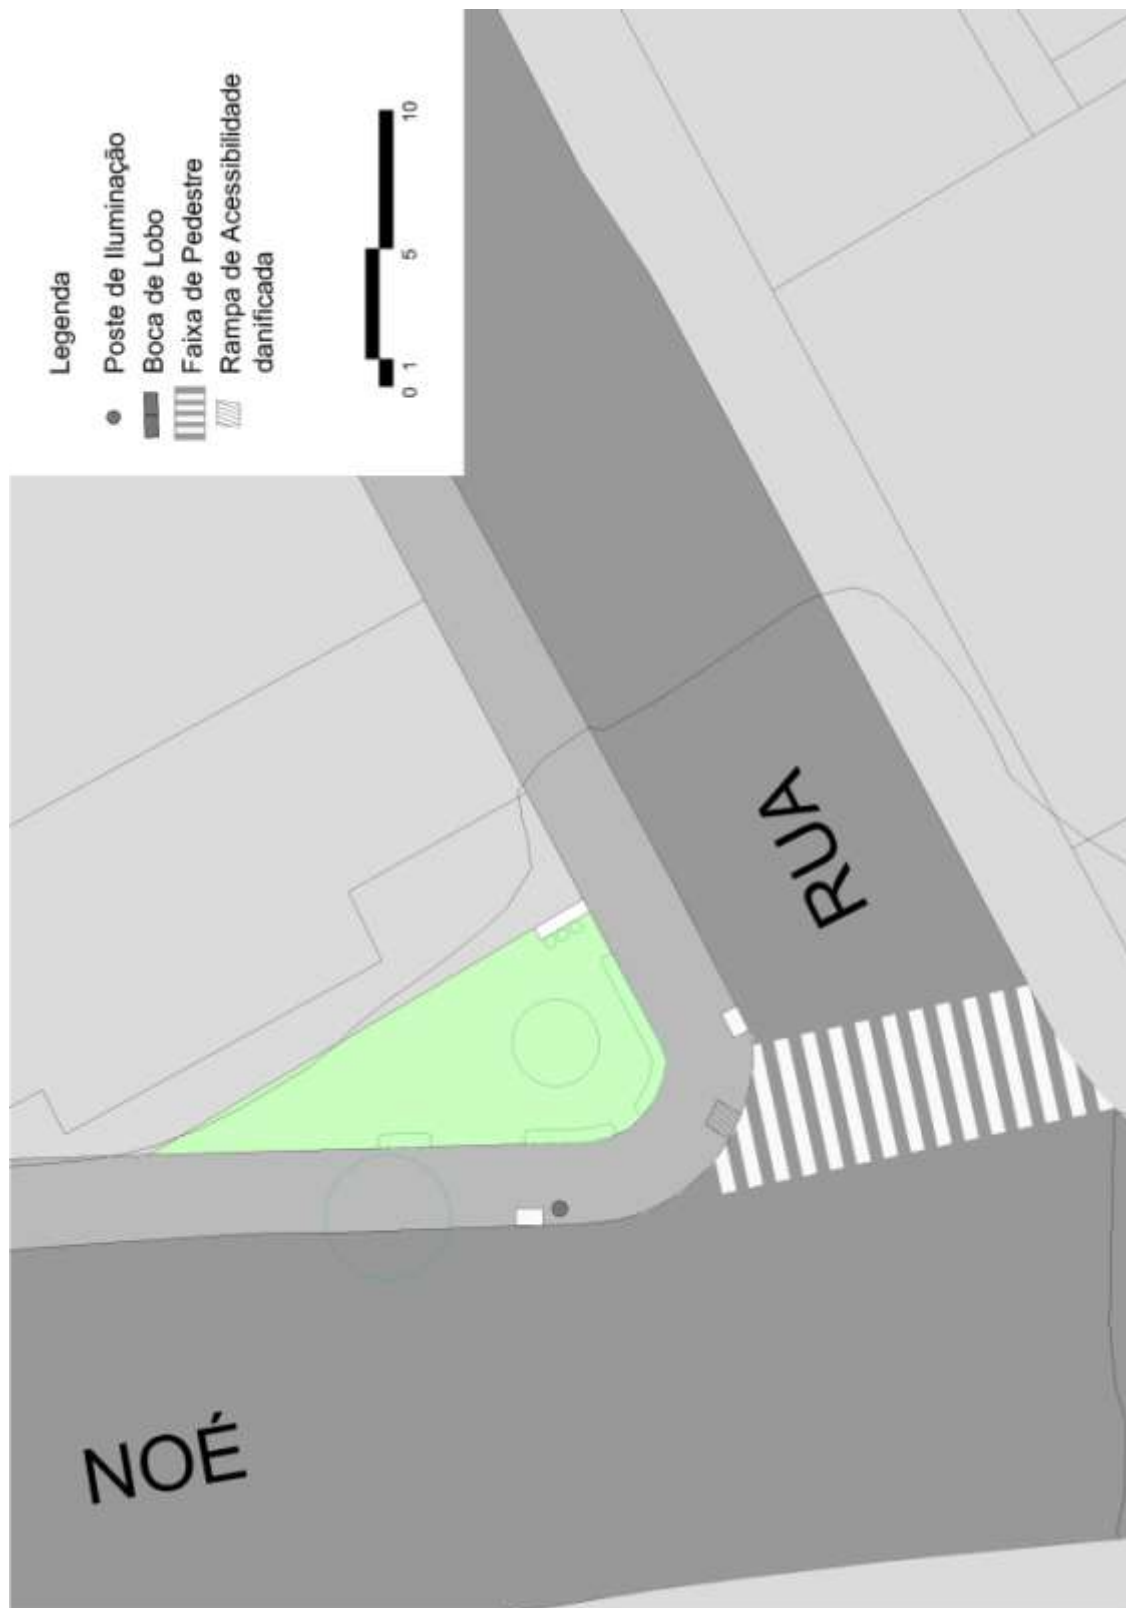 Legenda
Poste de Iluminação
Boca de Lobo
Faixa de Pedestre
Rampa de Acessibilidade
danificada
0 1 5 10
RUA
NOÉ